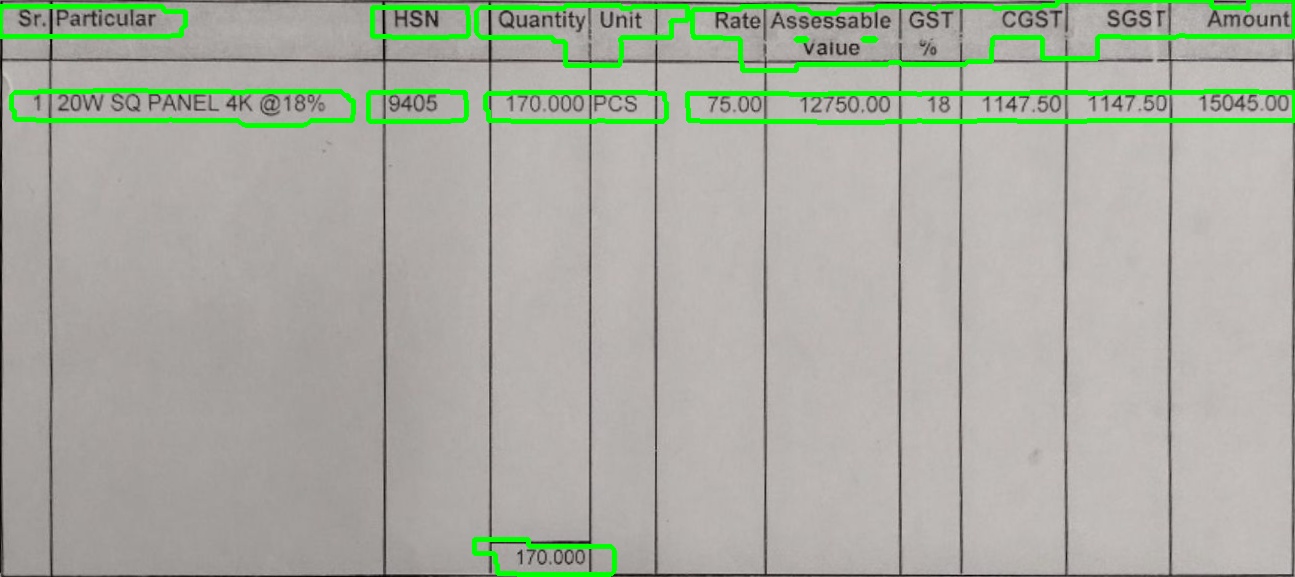 Sr. Particular HSN Quantity Unit Rate Assessable GST CGST SGST Amount
Value %
1 20W SQ PANEL 4K @18% 9405 170.000 PCS 75.00 12750.00 18 1147.50 1147.50 15045.00
170.000